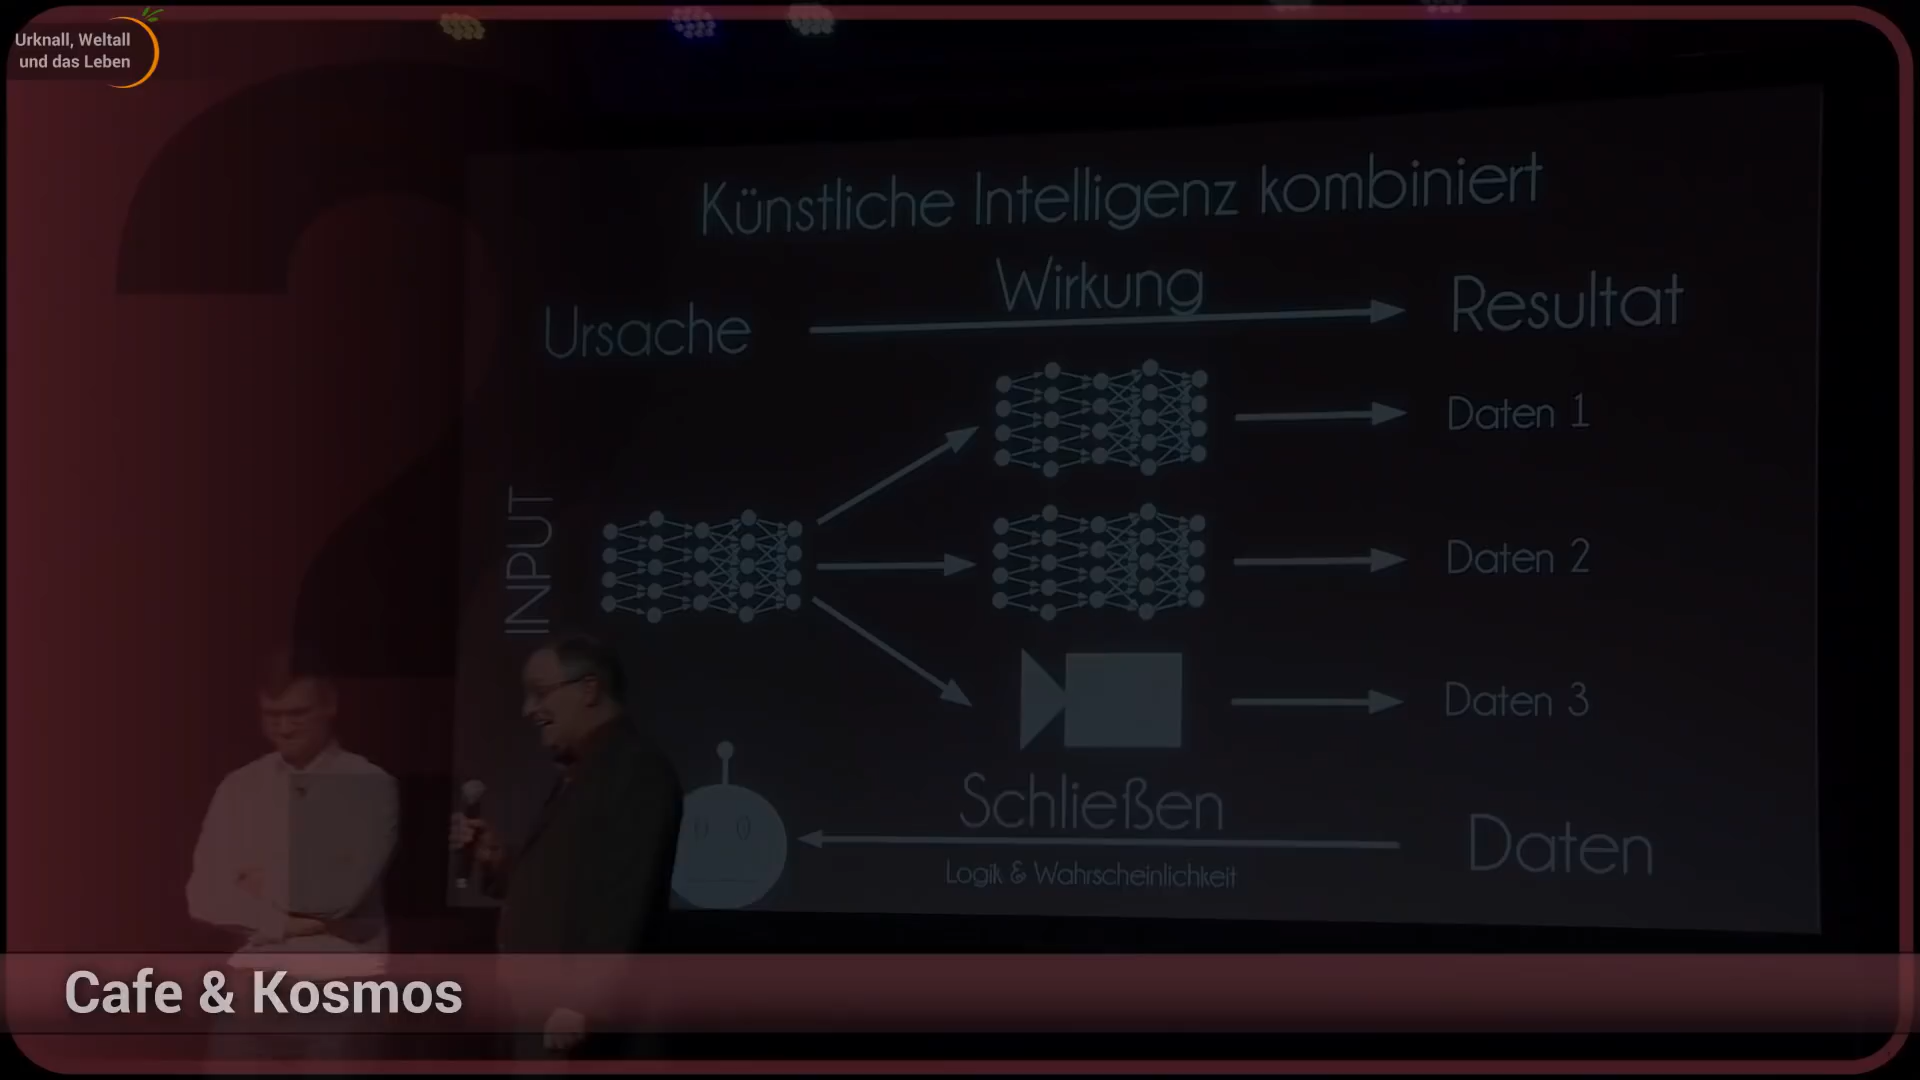 Urknall, Weltall
und das Leben
Künstliche Intelligenz kombiniert
Wirkung
Ursache
Resultat
Daten 1
INPUT
Daten 2
Daten 3
Schließen
Daten
Logik & Wahrscheinlichkeit
Cafe & Kosmos